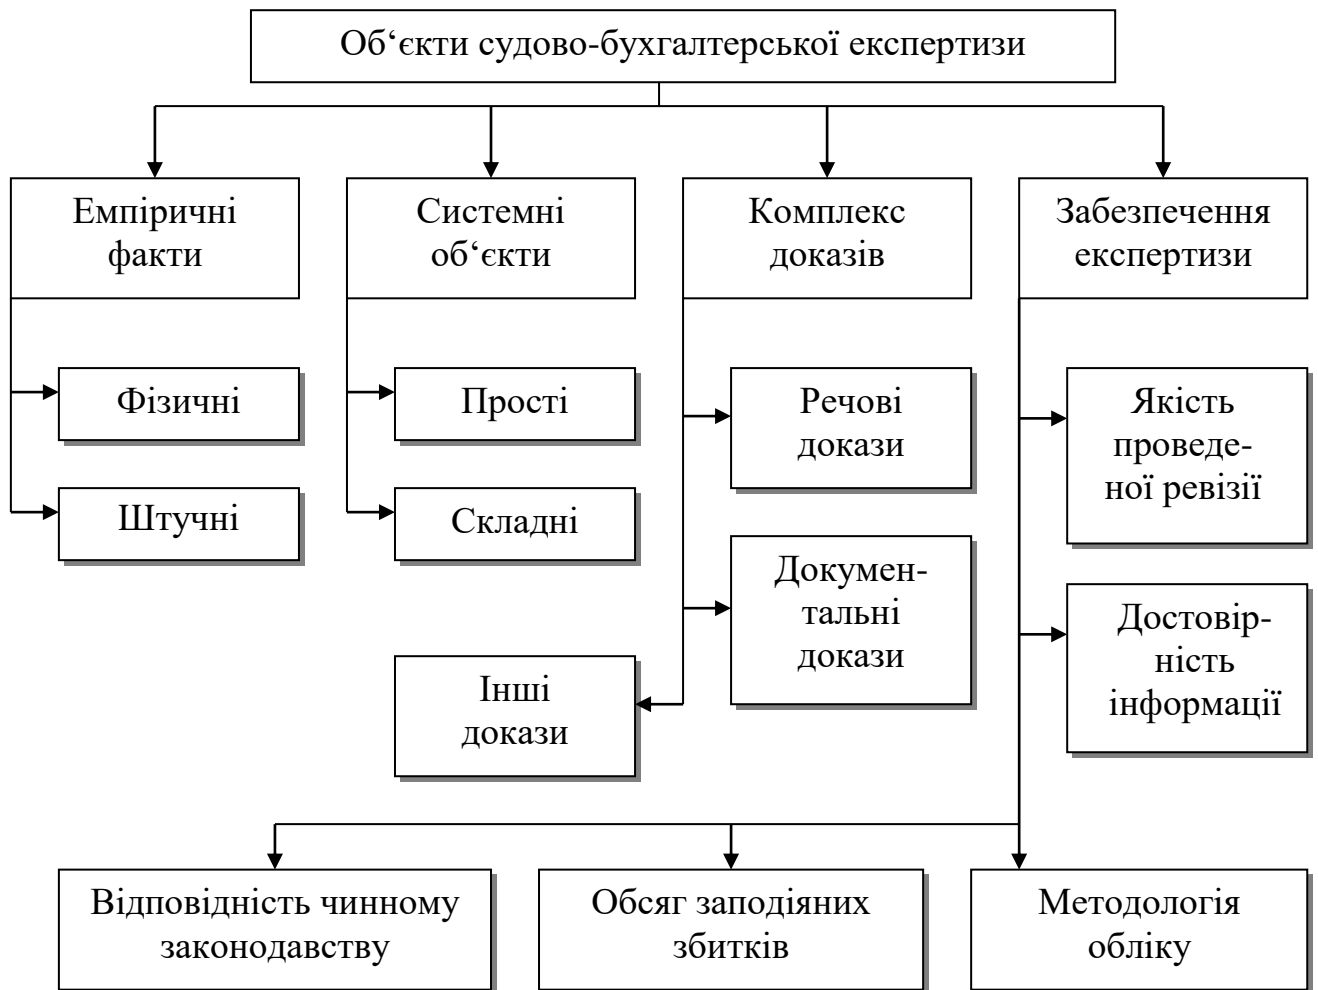 Об‘єкти судово-бухгалтерської експертизи
Емпіричні
факти
Системні
об‘єкти
Комплекс
доказів
Забезпечення
експертизи
Фізичні
Прості
Речові
докази
Якість
проведе-
ної ревізії
Штучні
Складні
Докумен-
тальні
докази
Достовір-
ність
інформації
Інші
докази
Відповідність чинному
законодавству
Обсяг заподіяних
збитків
Методологія
обліку